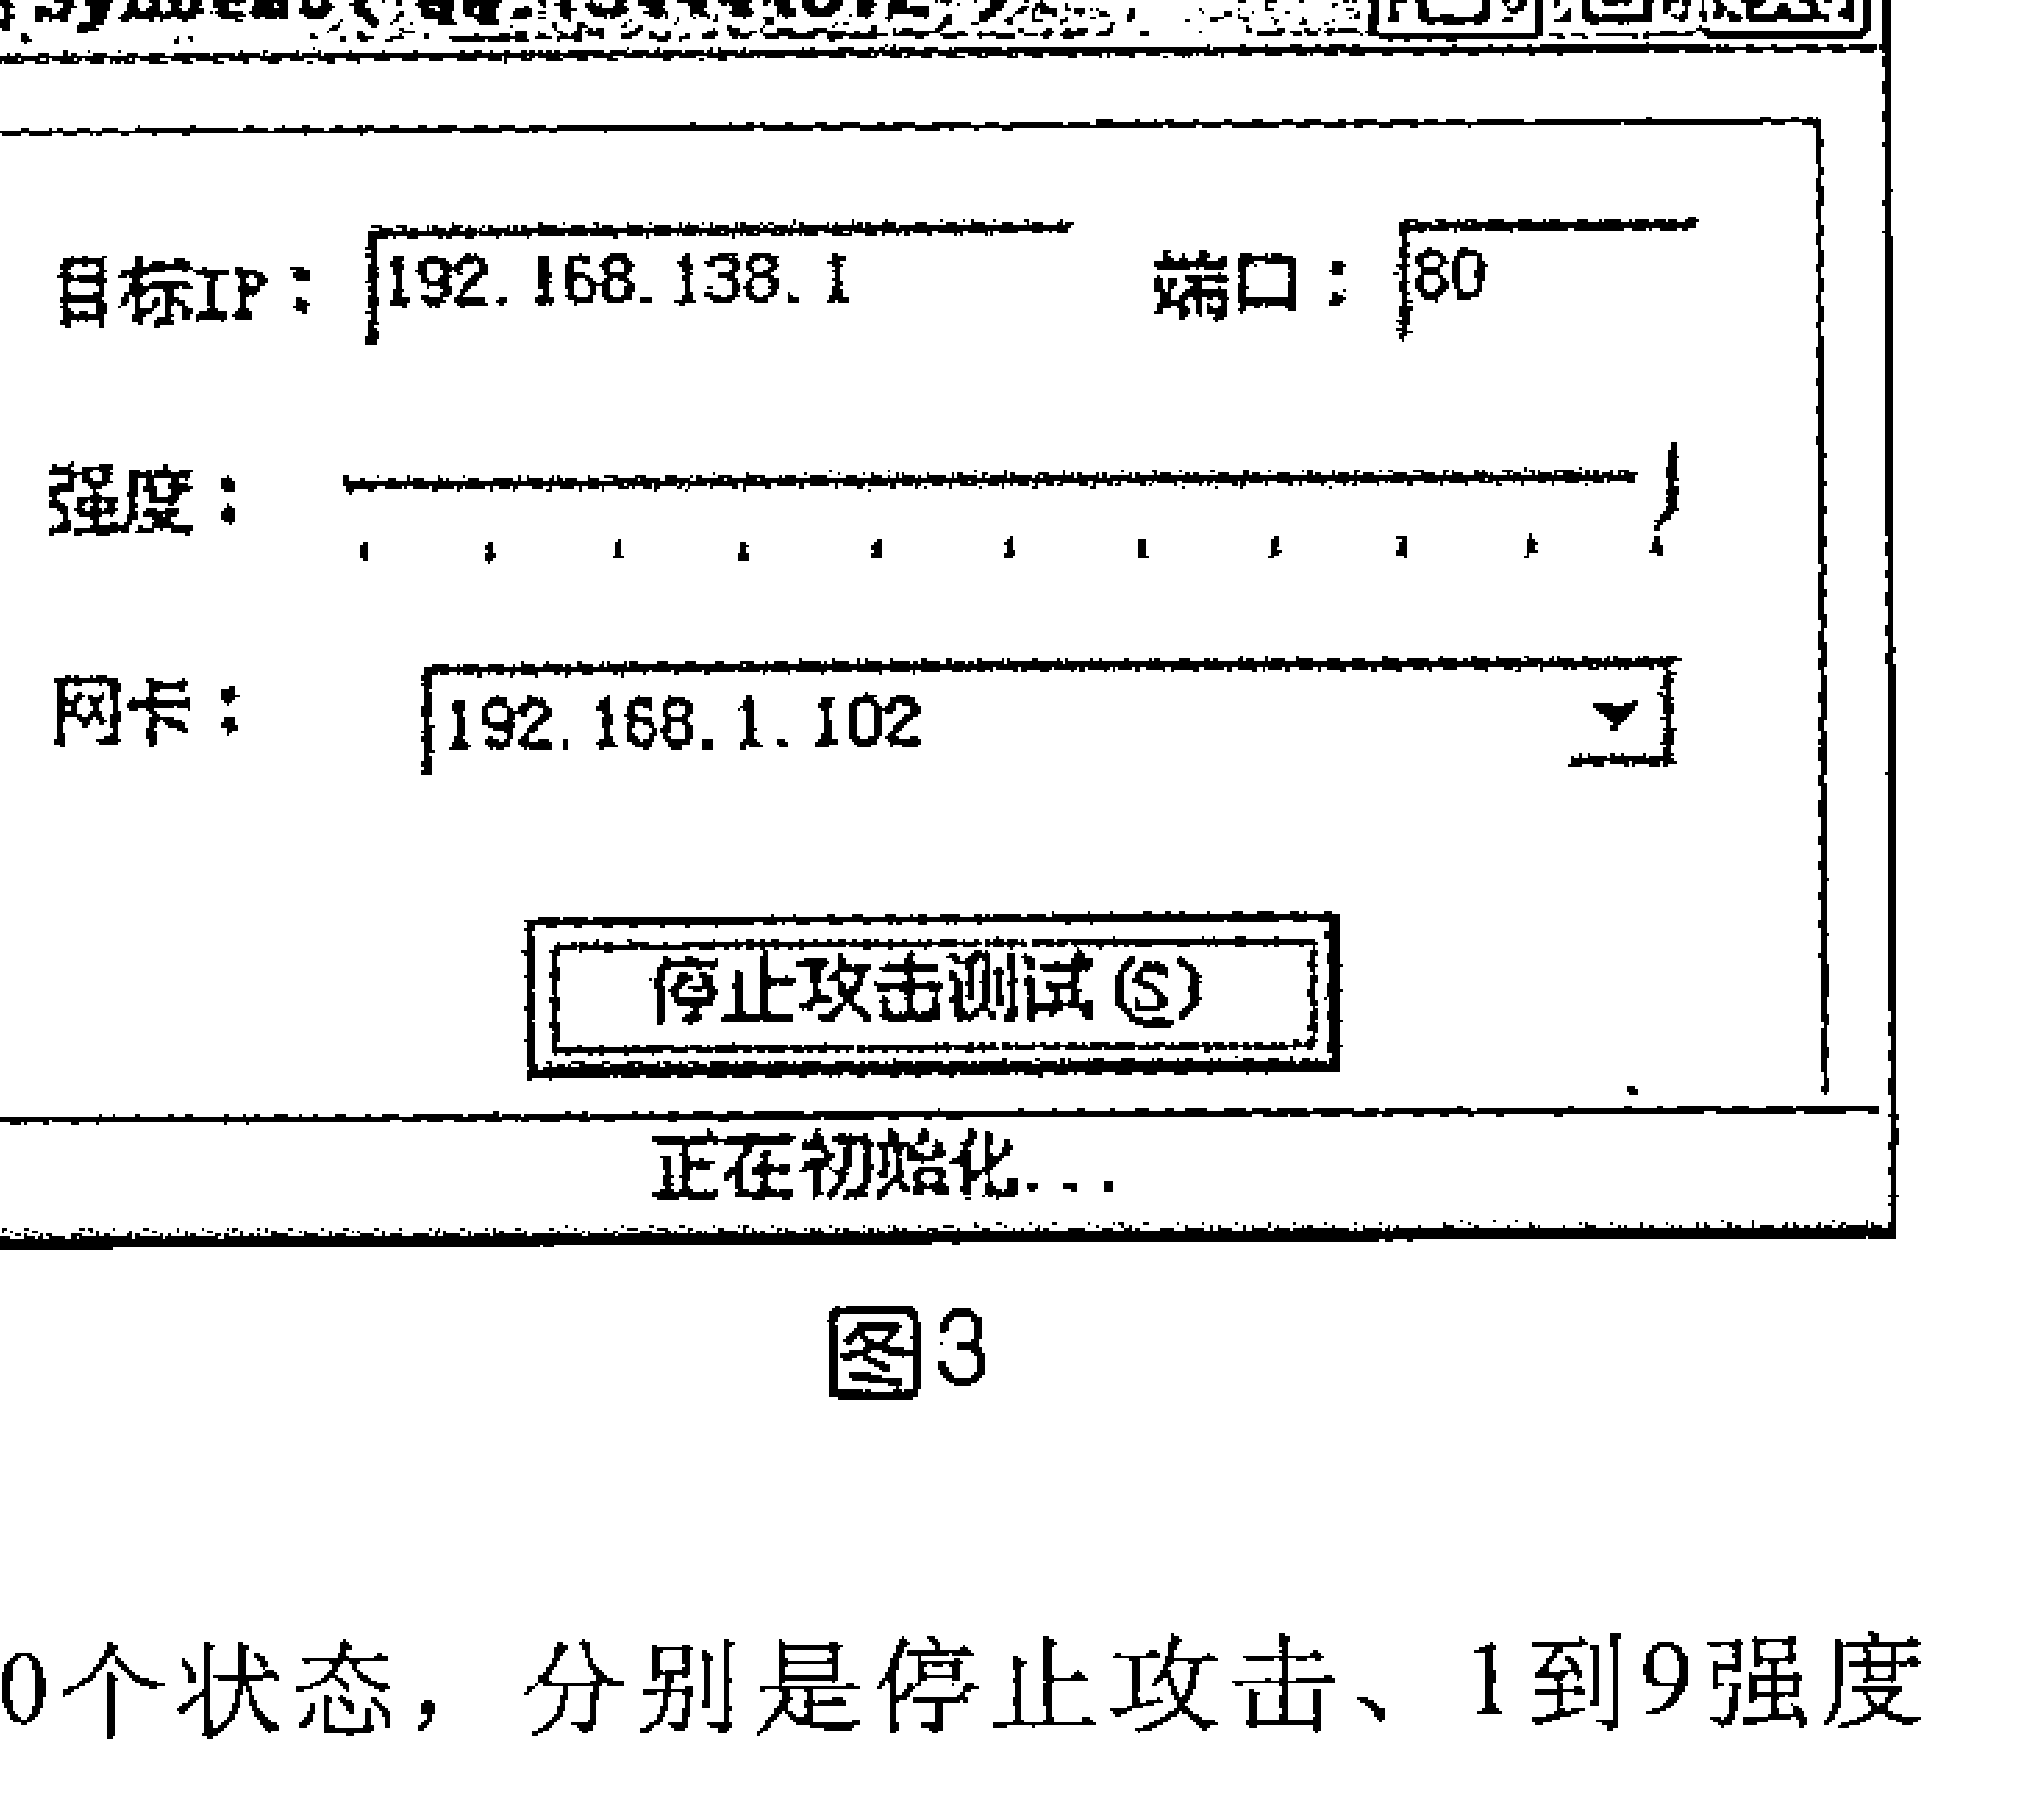 目标IP： 192.168.138.1 端口： 80
强度：
网卡： 192.168.1.102
停止攻击测试(S)
正在初始化...
图3
0个状态，分别是停止攻击、1到9强度